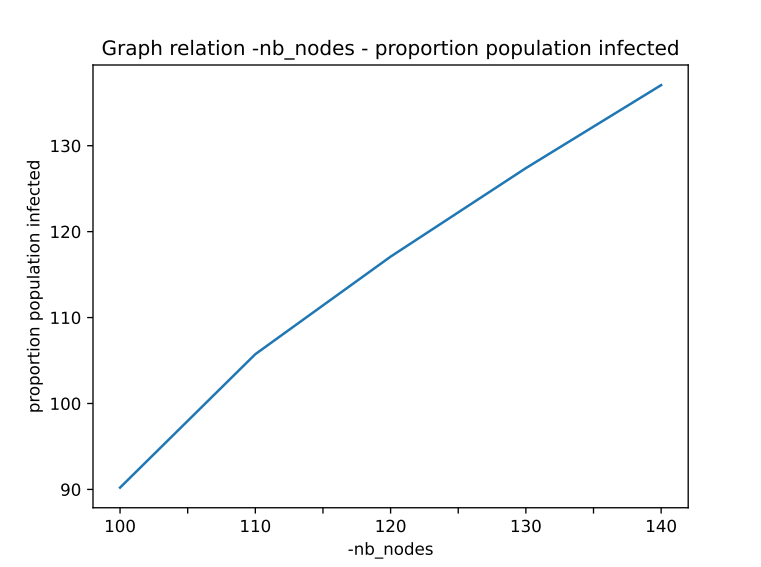 Graph relation -nb_nodes - proportion population infected
proportion population infected
130
120
110
100
90
100 110 120 130 140
-nb_nodes